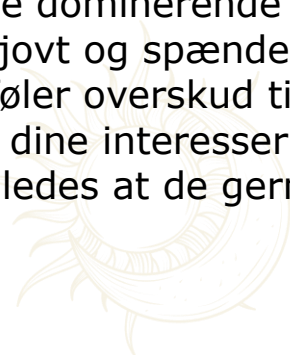 dominerende
jovt og spænde
øler overskud ti
dine interesser
ledes at de ger